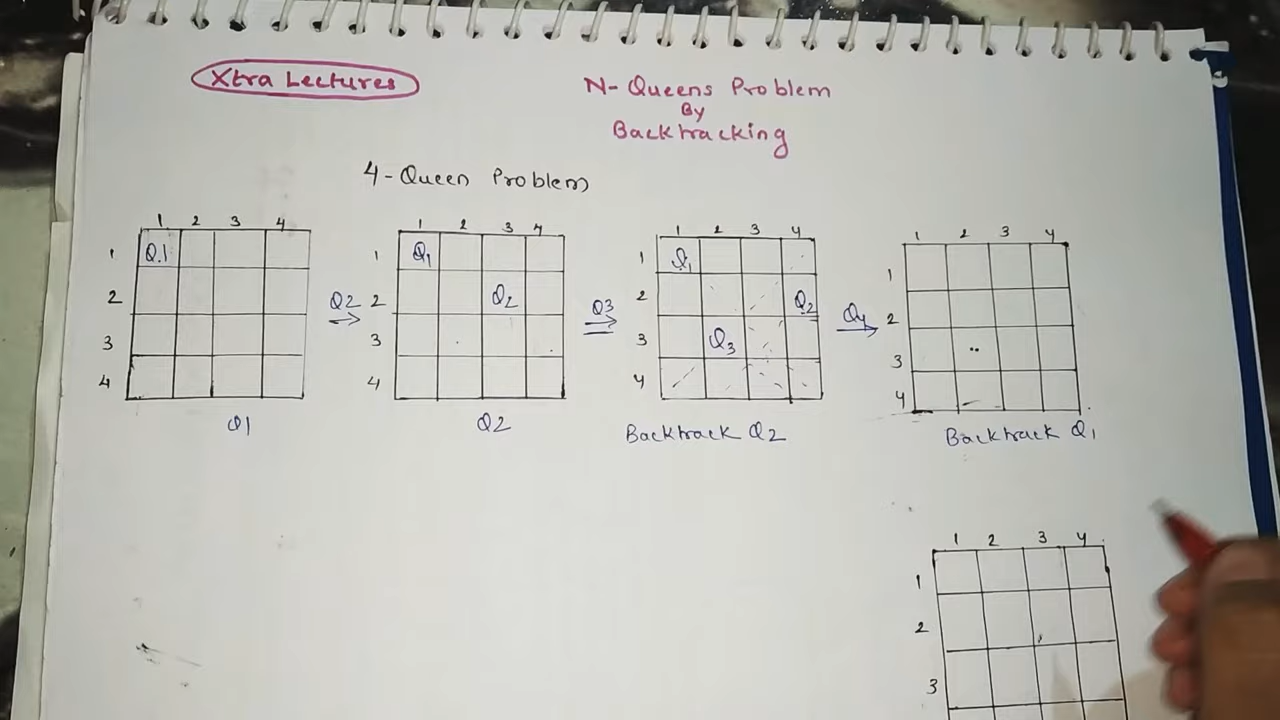 Xtra Lectures
N-Queens Problem
By
Backtracking
4-Queen Problem
1 2 3 4
1 Q1
2
3
4
Q1
Q2
1 2 3 4
1 Q1
2 Q2
3
4
Q2
Q3
1 2 3 4
1 Q1
2 Q2
3 Q3
4
Backtrack Q2
Q4
1 2 3 4
1
2
3
4
Backtrack Q1
1 2 3 4
1
2
3